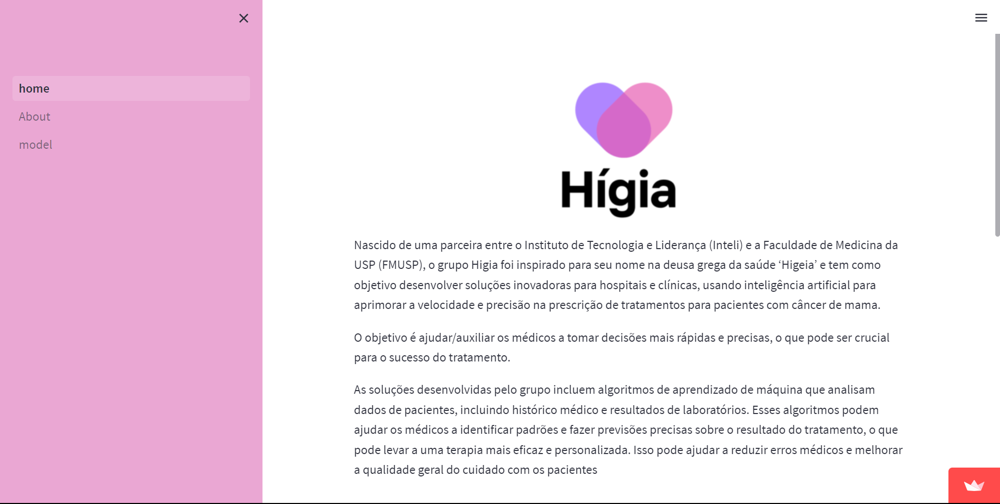 home
About
model
Hígia
Nascido de uma parceira entre o Instituto de Tecnologia e Liderança (Inteli) e a Faculdade de Medicina da
USP (FMUSP), o grupo Higia foi inspirado para seu nome na deusa grega da saúde ‘Higeia’ e tem como
objetivo desenvolver soluções inovadoras para hospitais e clínicas, usando inteligência artificial para
aprimorar a velocidade e precisão na prescrição de tratamentos para pacientes com câncer de mama.
O objetivo é ajudar/auxiliar os médicos a tomar decisões mais rápidas e precisas, o que pode ser crucial
para o sucesso do tratamento.
As soluções desenvolvidas pelo grupo incluem algoritmos de aprendizado de máquina que analisam
dados de pacientes, incluindo histórico médico e resultados de laboratórios. Esses algoritmos podem
ajudar os médicos a identificar padrões e fazer previsões precisas sobre o resultado do tratamento, o que
pode levar a uma terapia mais eficaz e personalizada. Isso pode ajudar a reduzir erros médicos e melhorar
a qualidade geral do cuidado com os pacientes